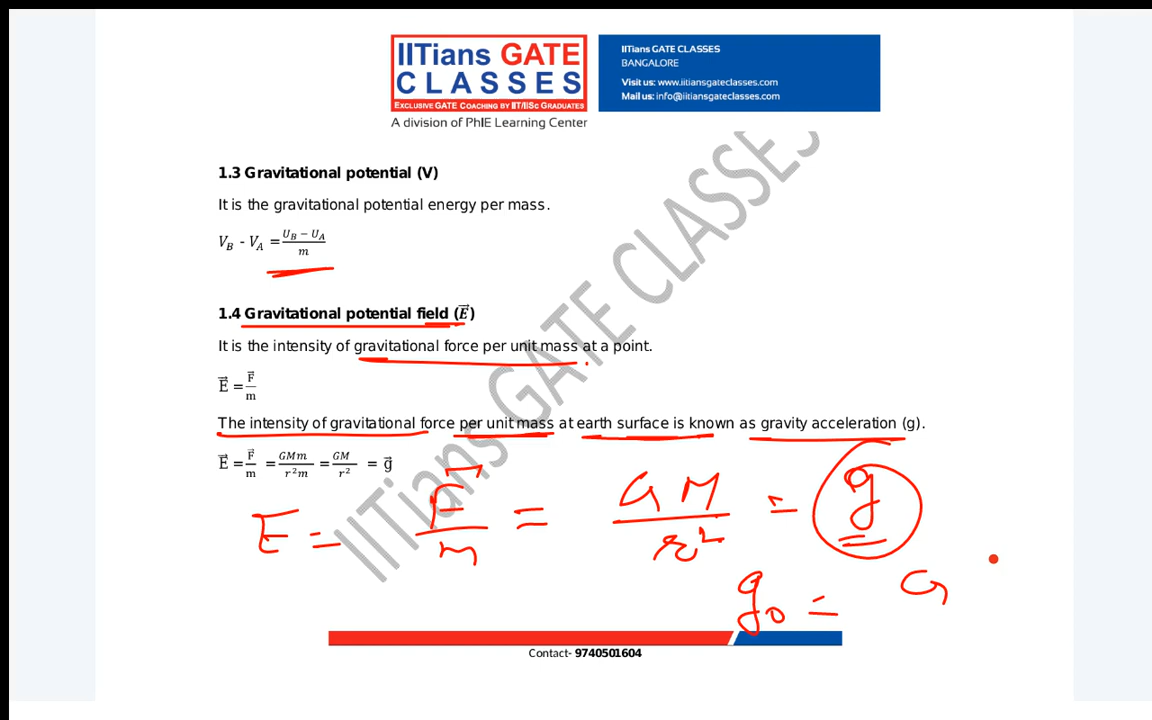 IITians GATE
CLASSES
EXCLUSIVE GATE COACHING BY IIT/IISc GRADUATES
A division of PhIE Learning Center
IITians GATE CLASSES
BANGALORE
Visit us: www.iitiansgateclasses.com
Mail us: info@iitiansgateclasses.com
IITians GATE CLASSES
1.3 Gravitational potential (V)
It is the gravitational potential energy per mass.
V_B - V_A = (U_B − U_A)/m
1.4 Gravitational potential field (E⃗)
It is the intensity of gravitational force per unit mass at a point.
E⃗ = F⃗/m
The intensity of gravitational force per unit mass at earth surface is known as gravity acceleration (g).
E⃗ = F⃗/m = GMm/r²m = GM/r² = g⃗
E = F⃗/m = GM/r² = g
g₀ = G
Contact- 9740501604